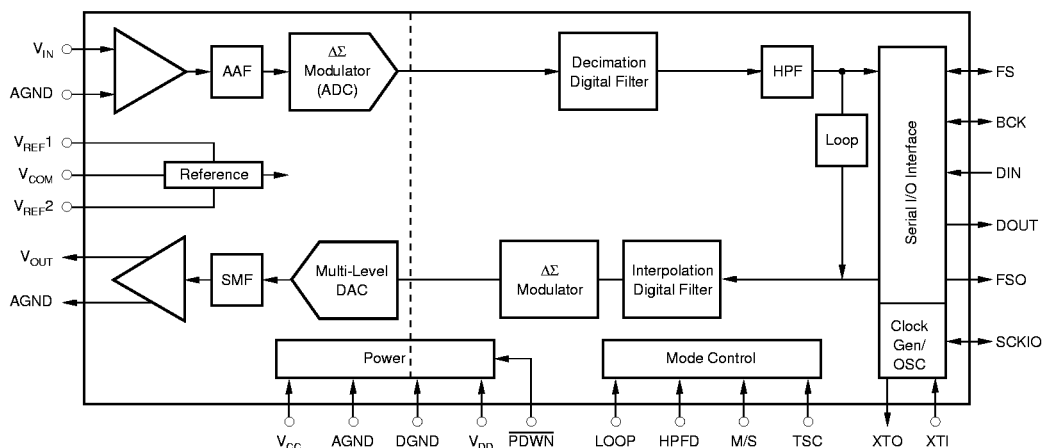 V_IN
AGND
AAF
ΔΣ
Modulator
(ADC)
Decimation
Digital Filter
HPF
Loop
Serial I/O Interface
FS
BCK
DIN
DOUT
FSO
SCKIO
V_REF1
V_COM
V_REF2
Reference
V_OUT
AGND
SMF
Multi-Level
DAC
ΔΣ
Modulator
Interpolation
Digital Filter
Clock
Gen/
OSC
Power
Mode Control
V_CC
AGND
DGND
V_DD
PDWN
LOOP
HPFD
M/S
TSC
XTO
XTI